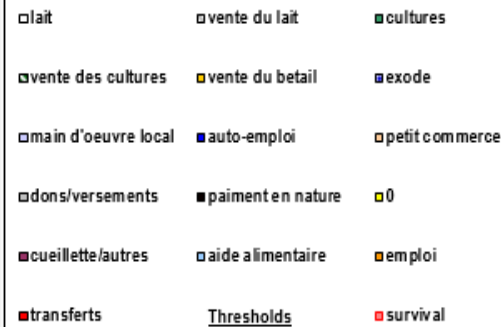 lait vente du lait cultures
vente des cultures vente du betail exode
main d'oeuvre local auto-emploi petit commerce
dons/versements paiment en nature 0
cueillette/autres aide alimentaire emploi
transferts Thresholds survival